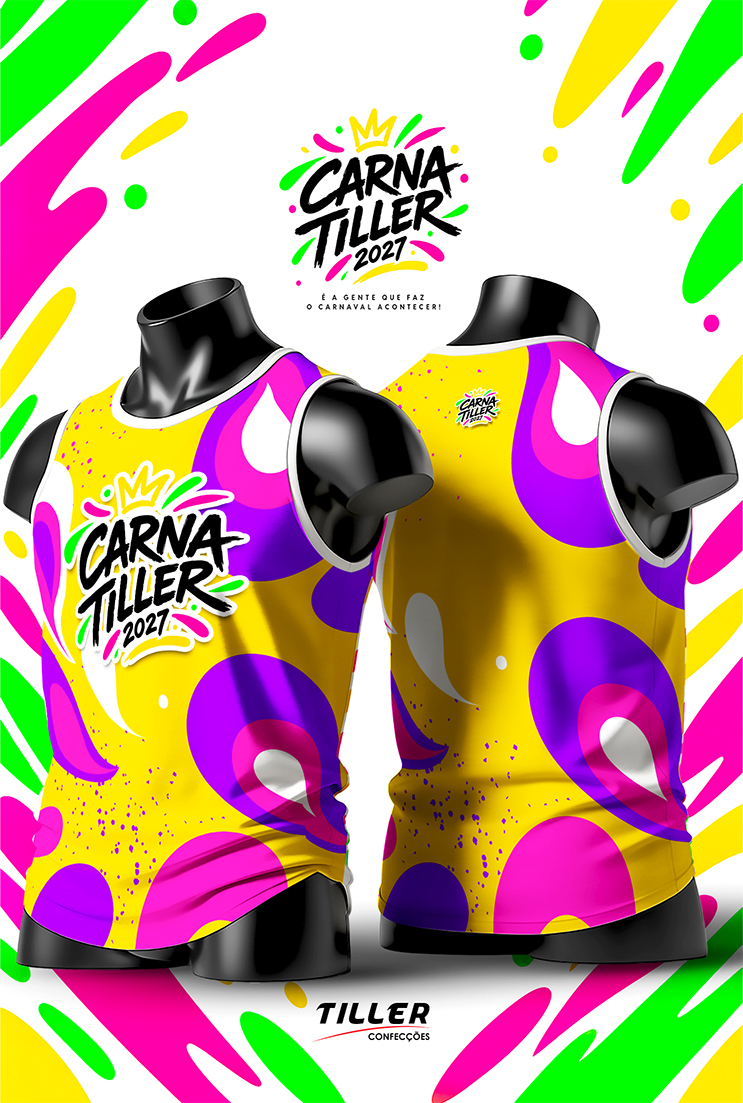 CARNA
TILLER
2027
É A GENTE QUE FAZ
O CARNAVAL ACONTECER!
CARNA
TILLER
2027
CARNA
TILLER
2027
TILLER
CONFECÇÕES